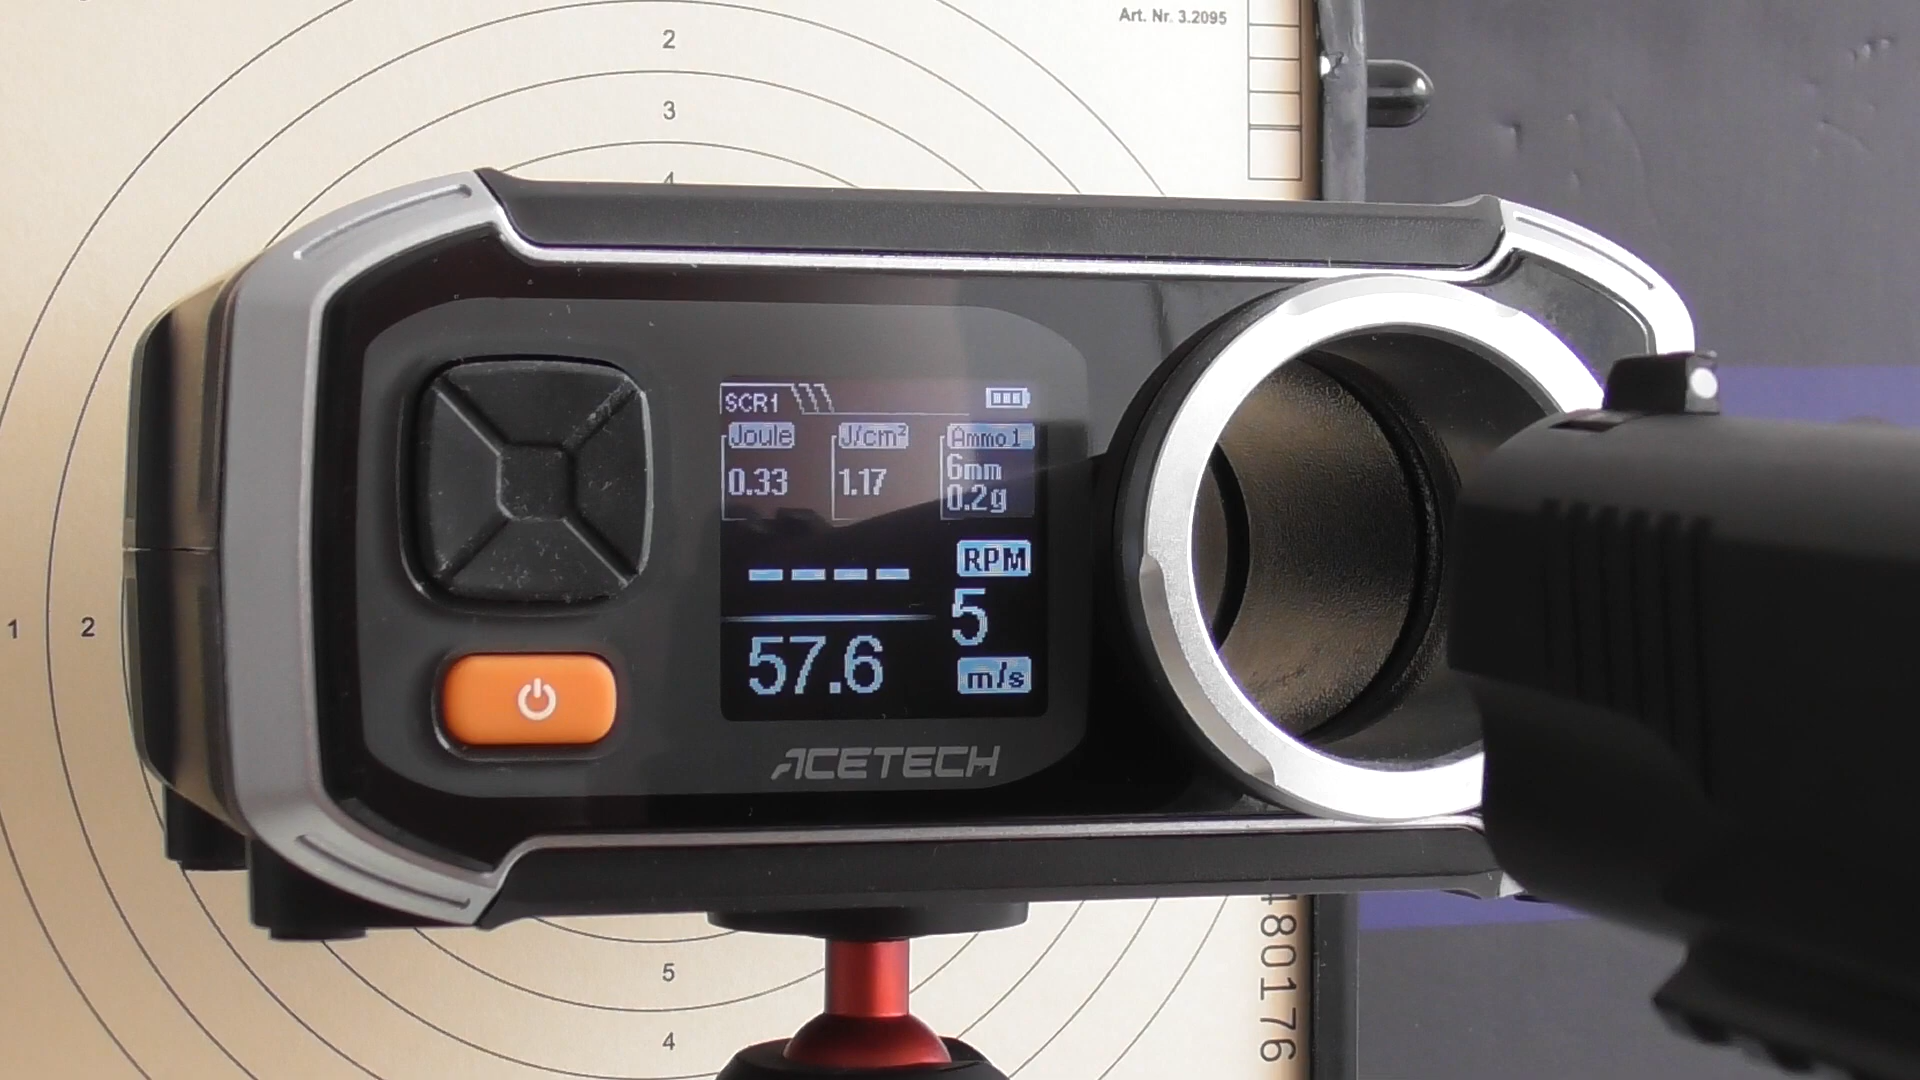 Art. Nr. 3.2095
2
3
4
SCR1
Joule
J/cm²
Ammo 1
0.33
1.17
6mm
0.2g
RPM
----
5
57.6
m/s
ACETECH
1
2
5
4
480176